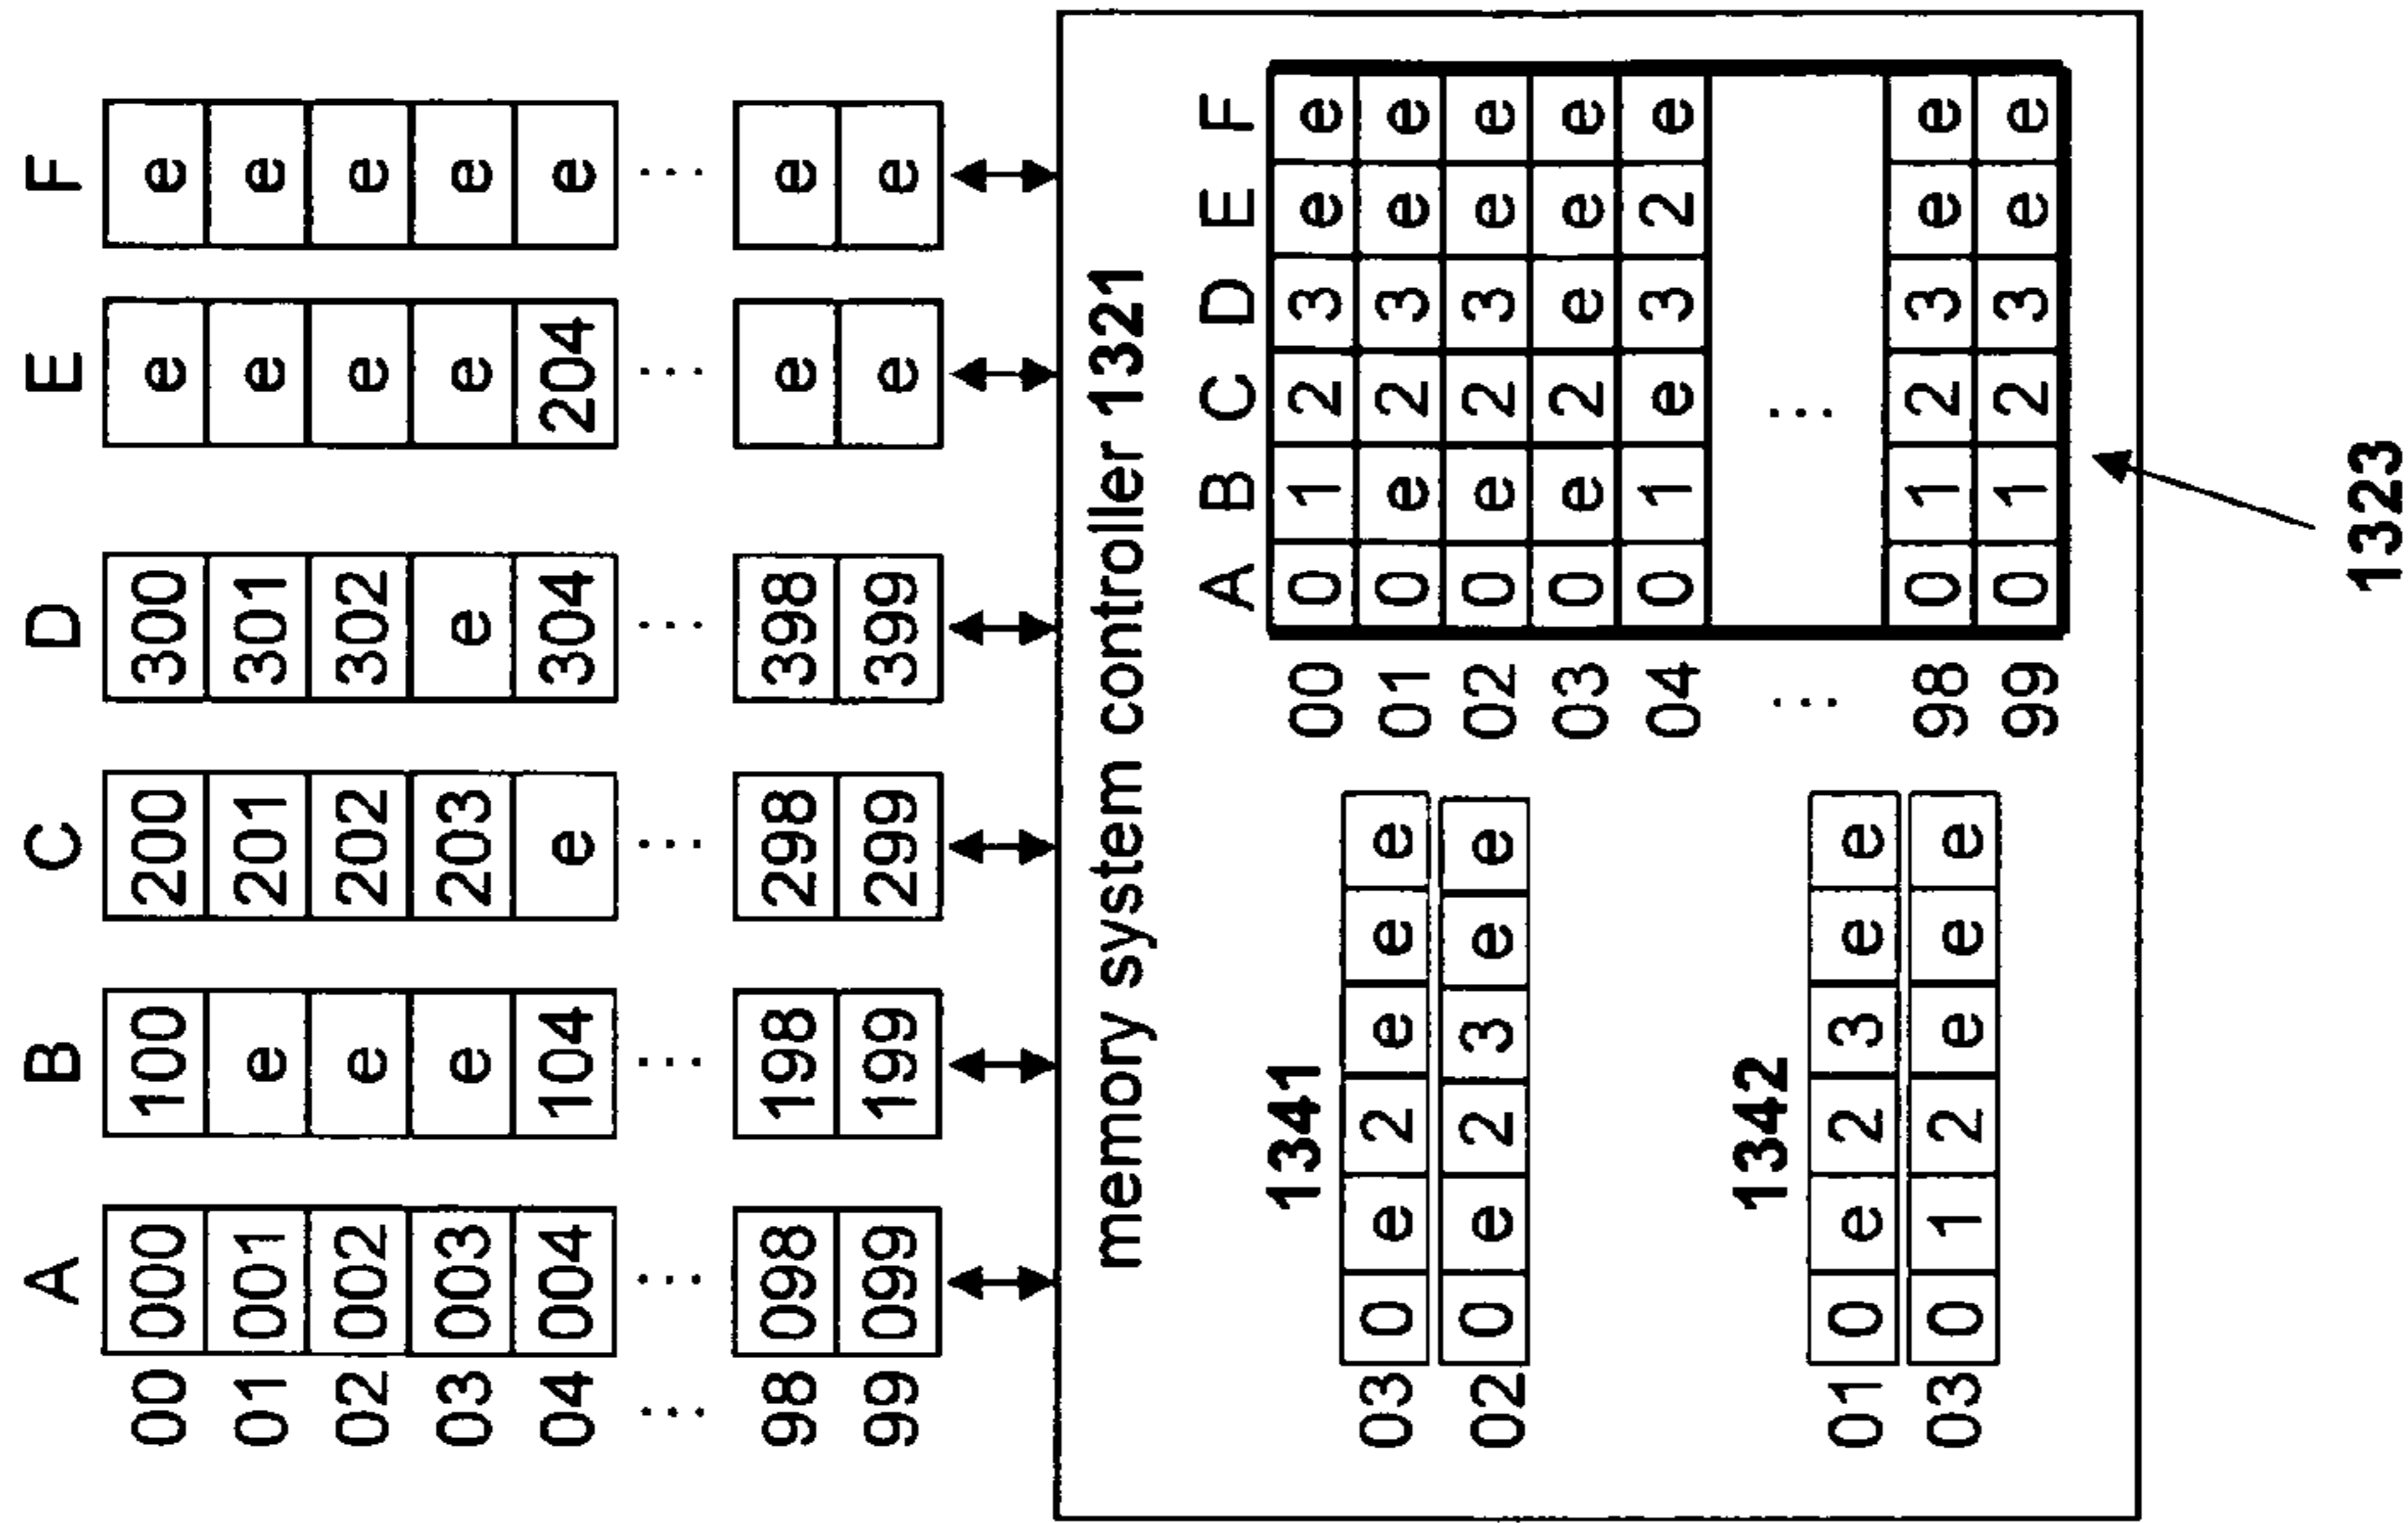 A B C D E F
00 000 100 200 300 e e
01 001 e 201 301 e e
02 002 e 202 302 e e
03 003 e 203 e e e
04 004 104 e 304 204 e
... ... ... ... ... ... ...
98 098 198 298 398 e e
99 099 199 299 399 e e
memory system controller 1321
1341
03 0 e 2 e e e
02 0 e 2 3 e e
1342
01 0 e 2 3 e e
03 0 1 2 e e e
A B C D E F
00 0 1 2 3 e e
01 0 e 2 3 e e
02 0 e 2 3 e e
03 0 e 2 e e e
04 0 1 e 3 2 e
... ...
98 0 1 2 3 e e
99 0 1 2 3 e e
1323